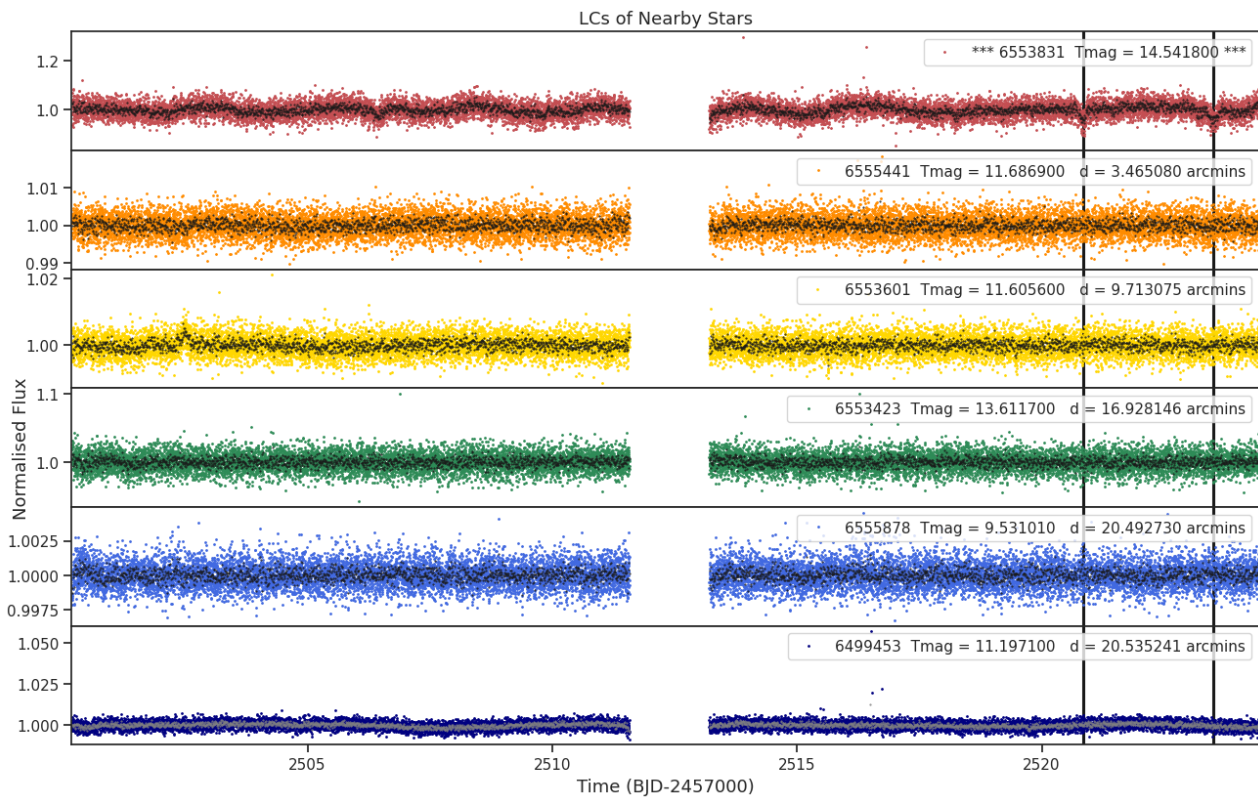 LCs of Nearby Stars
*** 6553831 Tmag = 14.541800 ***
1.2
1.0
6555441 Tmag = 11.686900 d = 3.465080 arcmins
1.01
1.00
0.99
6553601 Tmag = 11.605600 d = 9.713075 arcmins
1.02
1.00
6553423 Tmag = 13.611700 d = 16.928146 arcmins
1.1
1.0
Normalised Flux
6555878 Tmag = 9.531010 d = 20.492730 arcmins
1.0025
1.0000
0.9975
6499453 Tmag = 11.197100 d = 20.535241 arcmins
1.050
1.025
1.000
2505 2510 2515 2520
Time (BJD-2457000)